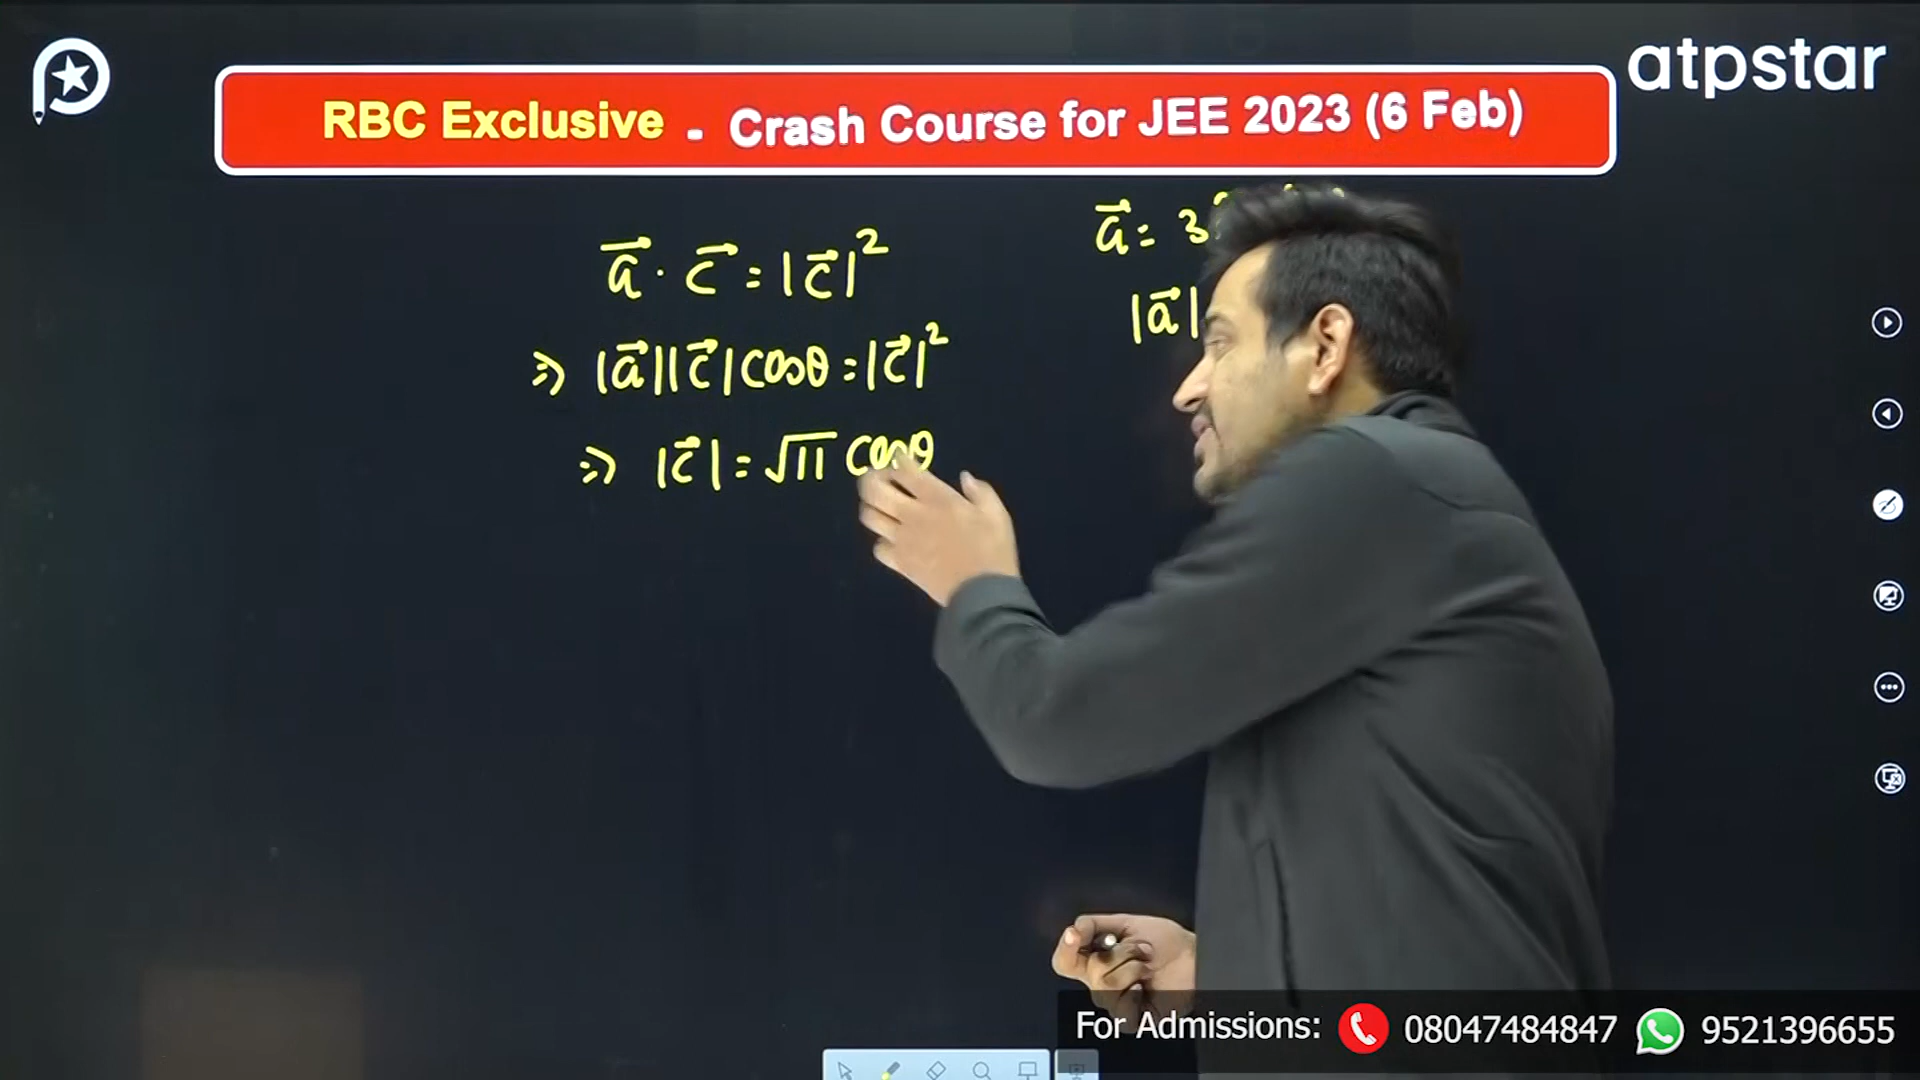 atpstar
RBC Exclusive - Crash Course for JEE 2023 (6 Feb)
a⃗ · c⃗ = |c⃗|²
⇒ |a⃗||c⃗| cosθ = |c⃗|²
⇒ |c⃗| = √11 cosθ
a⃗ = 3
|a⃗|
For Admissions: 08047484847 9521396655